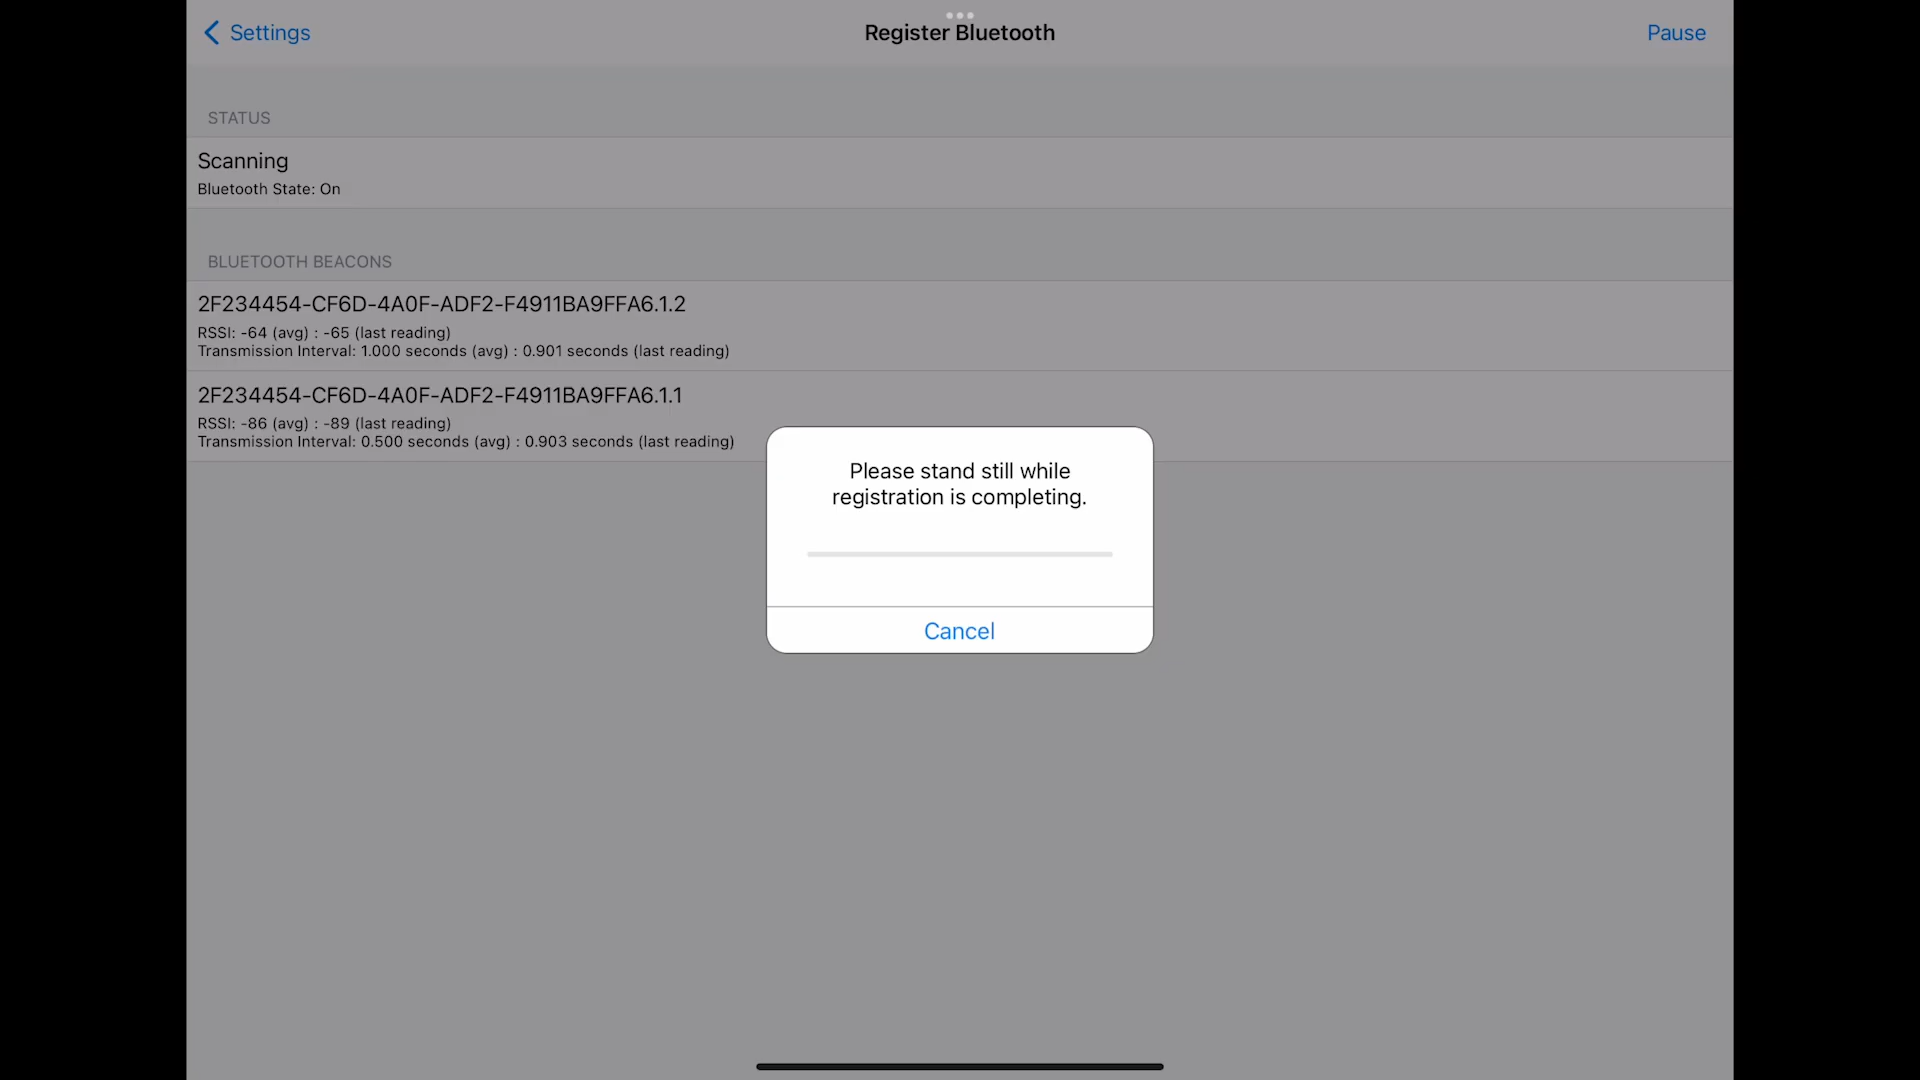 Settings
Register Bluetooth
Pause
STATUS
Scanning
Bluetooth State: On
BLUETOOTH BEACONS
2F234454-CF6D-4A0F-ADF2-F4911BA9FFA6.1.2
RSSI: -64 (avg) : -65 (last reading)
Transmission Interval: 1.000 seconds (avg) : 0.901 seconds (last reading)
2F234454-CF6D-4A0F-ADF2-F4911BA9FFA6.1.1
RSSI: -86 (avg) : -89 (last reading)
Transmission Interval: 0.500 seconds (avg) : 0.903 seconds (last reading)
Please stand still while
registration is completing.
Cancel